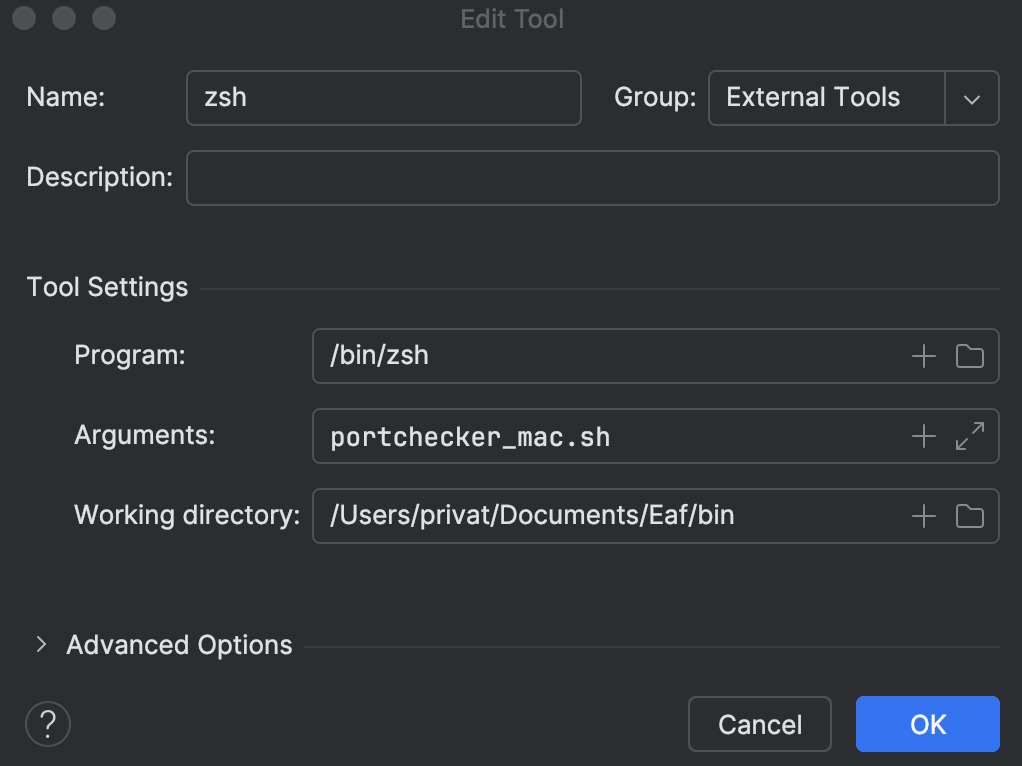 Edit Tool
Name: zsh Group: External Tools
Description:
Tool Settings
Program: /bin/zsh
Arguments: portchecker_mac.sh
Working directory: /Users/privat/Documents/Eaf/bin
Advanced Options
? Cancel OK